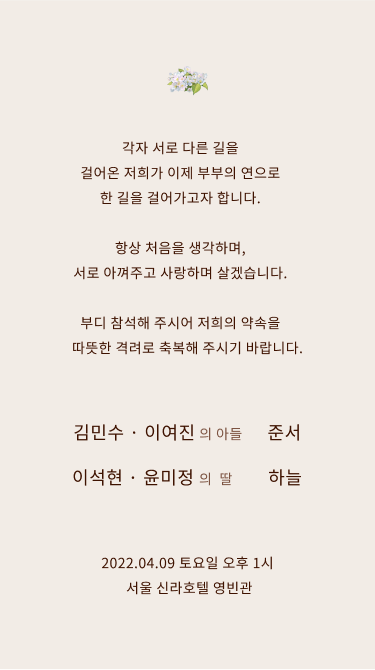 각자 서로 다른 길을
걸어온 저희가 이제 부부의 연으로
한 길을 걸어가고자 합니다.
항상 처음을 생각하며,
서로 아껴주고 사랑하며 살겠습니다.
부디 참석해 주시어 저희의 약속을
따뜻한 격려로 축복해 주시기 바랍니다.
김민수 · 이여진 의 아들 준서
이석현 · 윤미정 의 딸 하늘
2022.04.09 토요일 오후 1시
서울 신라호텔 영빈관